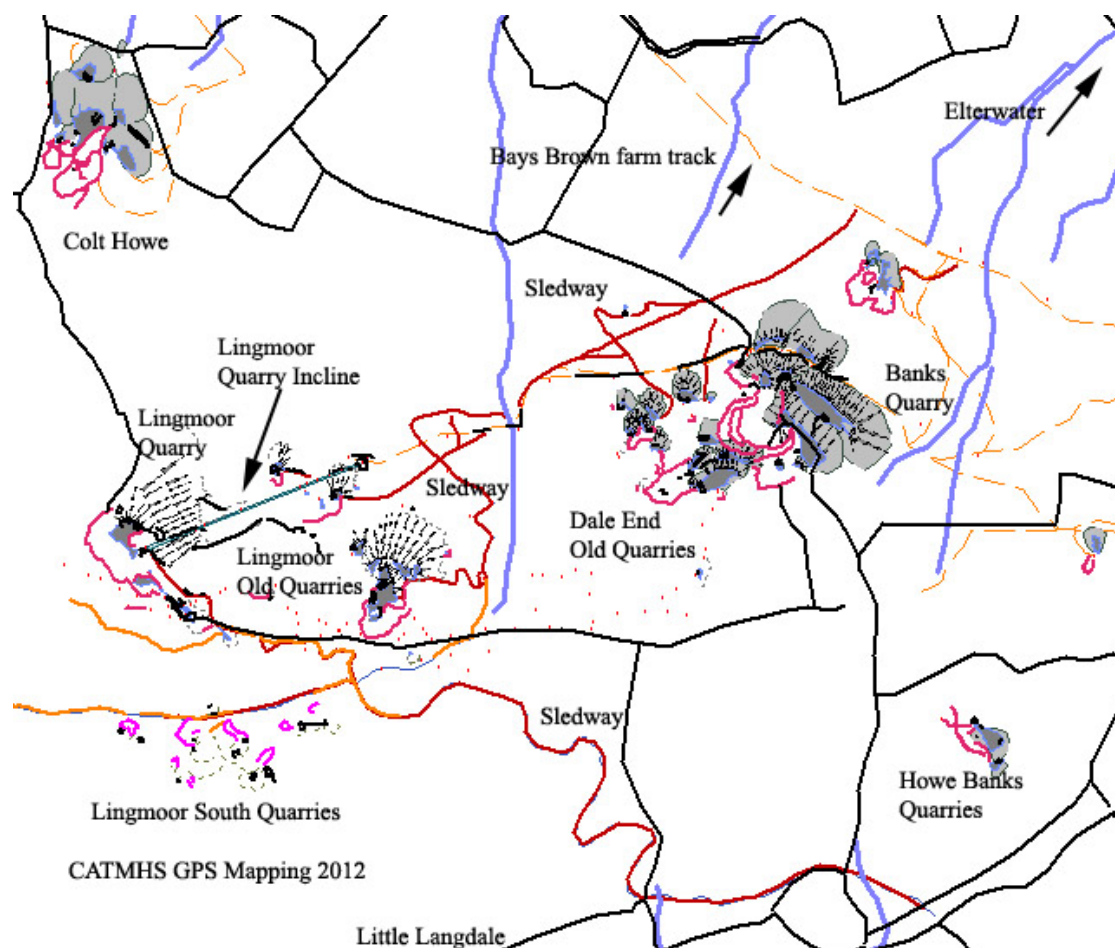 Elterwater
Bays Brown farm track
Colt Howe
Sledway
Lingmoor
Quarry Incline
Banks
Quarry
Lingmoor
Quarry
Sledway
Dale End
Old Quarries
Lingmoor
Old Quarries
Sledway
Howe Banks
Quarries
Lingmoor South Quarries
CATMHS GPS Mapping 2012
Little Langdale